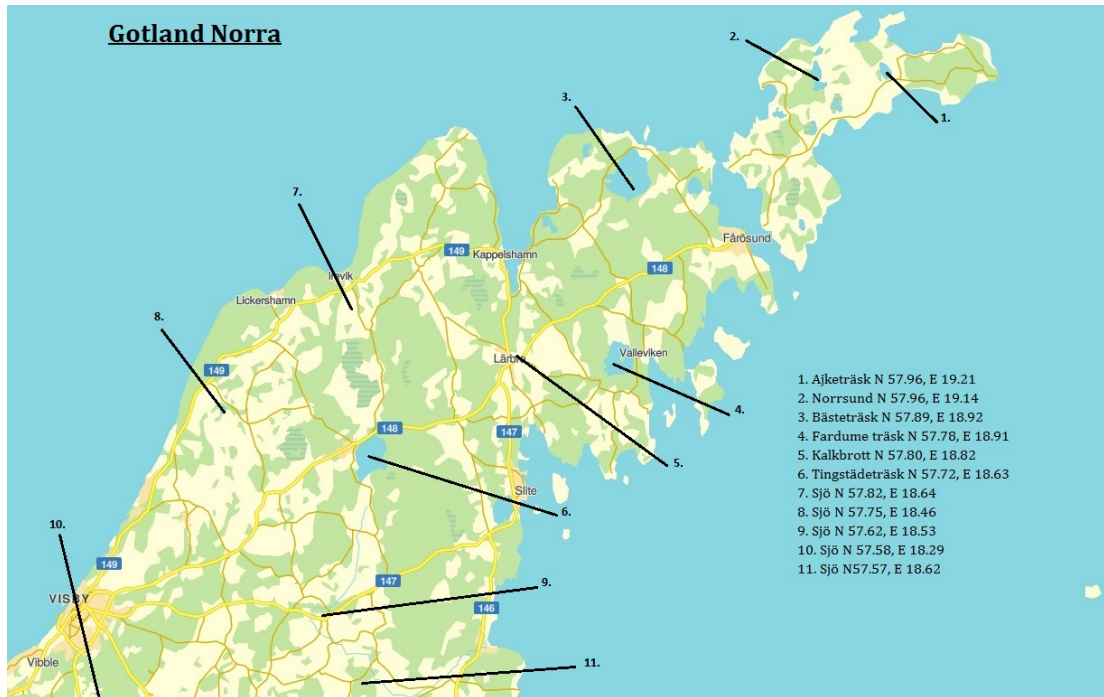 Gotland Norra
2.
1.
3.
7.
Fårösund
149
Kappelshamn
148
Irevik
Lickershamn
8.
Valleviken
Lärbro
149
1. Ajketräsk N 57.96, E 19.21
2. Norrsund N 57.96, E 19.14
3. Bästeträsk N 57.89, E 18.92
4. Fardume träsk N 57.78, E 18.91
5. Kalkbrott N 57.80, E 18.82
6. Tingstädeträsk N 57.72, E 18.63
7. Sjö N 57.82, E 18.64
8. Sjö N 57.75, E 18.46
9. Sjö N 57.62, E 18.53
10. Sjö N 57.58, E 18.29
11. Sjö N57.57, E 18.62
4.
148
147
5.
Slite
6.
10.
149
147
9.
VISBY
146
Vibble
11.